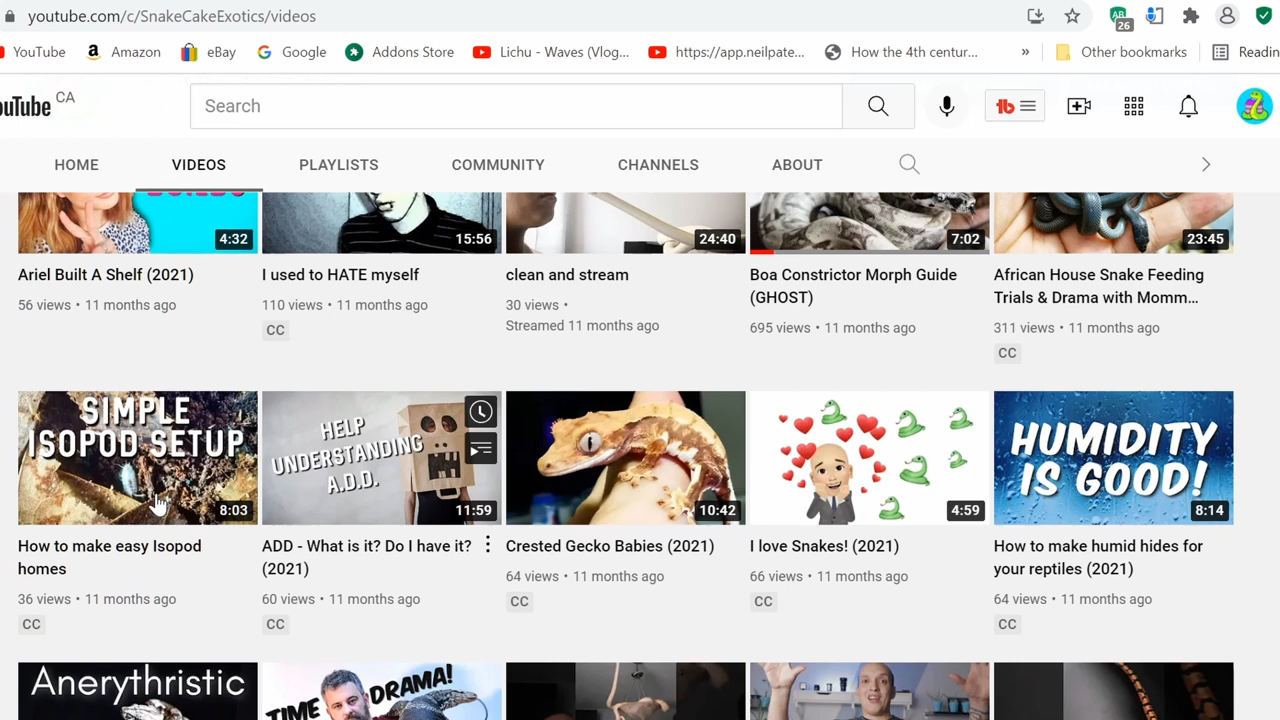 youtube.com/c/SnakeCakeExotics/videos
26
YouTube
Amazon
eBay
Google
Addons Store
Lichu - Waves (Vlog...
https://app.neilpate...
How the 4th centur...
»
Other bookmarks
Readin
ouTube CA
Search
tb
HOME
VIDEOS
PLAYLISTS
COMMUNITY
CHANNELS
ABOUT
4:32
15:56
24:40
7:02
23:45
Ariel Built A Shelf (2021)
56 views • 11 months ago
I used to HATE myself
110 views • 11 months ago
CC
clean and stream
30 views •
Streamed 11 months ago
Boa Constrictor Morph Guide
(GHOST)
695 views • 11 months ago
African House Snake Feeding
Trials & Drama with Momm...
311 views • 11 months ago
CC
SIMPLE
ISOPOD SETUP
8:03
HELP
UNDERSTANDING
A.D.D.
11:59
10:42
4:59
HUMIDITY
IS GOOD!
8:14
How to make easy Isopod
homes
36 views • 11 months ago
CC
ADD - What is it? Do I have it?
(2021)
60 views • 11 months ago
CC
Crested Gecko Babies (2021)
64 views • 11 months ago
CC
I love Snakes! (2021)
66 views • 11 months ago
CC
How to make humid hides for
your reptiles (2021)
64 views • 11 months ago
CC
Anerythristic
TIME DRAMA!